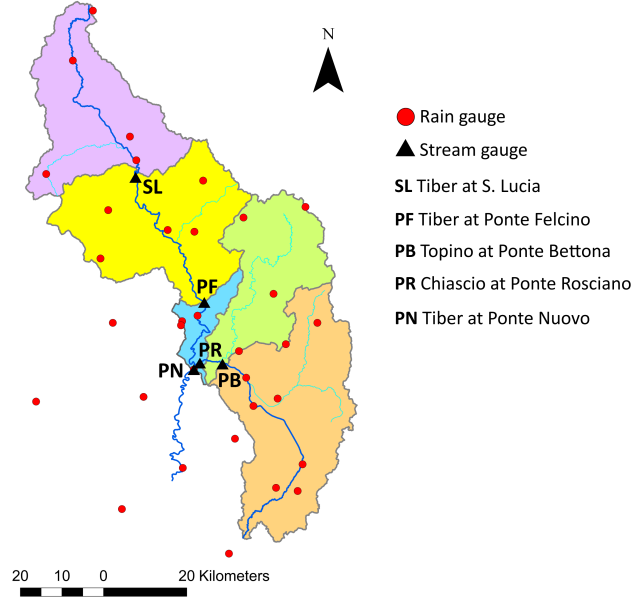 N
Rain gauge
Stream gauge
SL Tiber at S. Lucia
PF Tiber at Ponte Felcino
PB Topino at Ponte Bettona
PR Chiascio at Ponte Rosciano
PN Tiber at Ponte Nuovo
SL
PF
PR
PN
PB
20 10 0 20 Kilometers